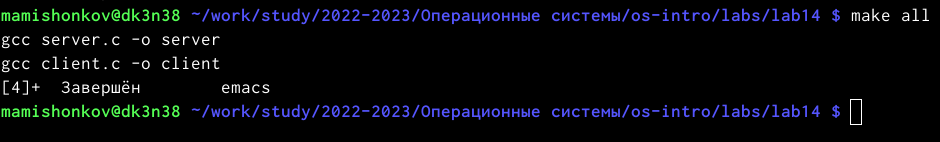 mamishonkov@dk3n38 ~/work/study/2022-2023/Операционные системы/os-intro/labs/lab14 $ make all
gcc server.c -o server
gcc client.c -o client
[4]+  Завершён        emacs
mamishonkov@dk3n38 ~/work/study/2022-2023/Операционные системы/os-intro/labs/lab14 $